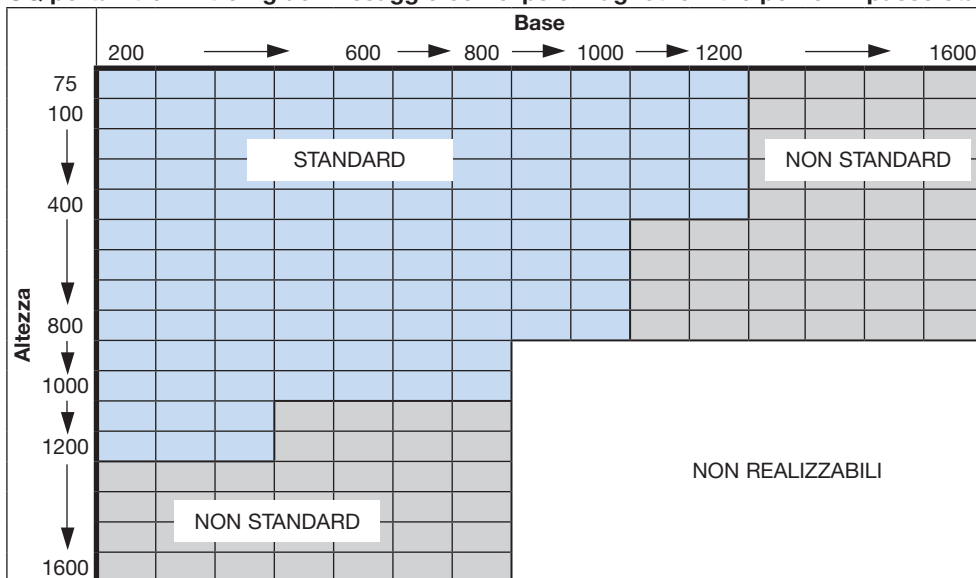 Base
200 600 800 1000 1200 1600
75
100
STANDARD NON STANDARD
400
Altezza
800
1000
1200
NON REALIZZABILI
NON STANDARD
1600